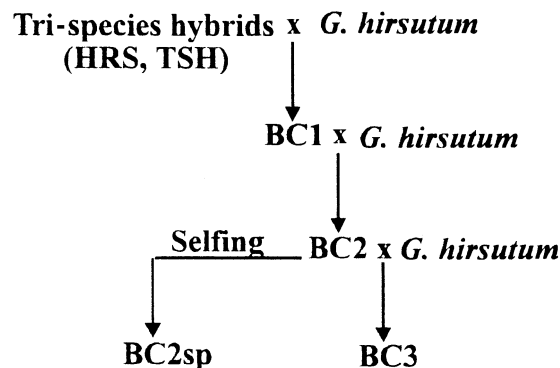 Tri-species hybrids x G. hirsutum
(HRS, TSH)
BC1 x G. hirsutum
Selfing
BC2 x G. hirsutum
BC2sp
BC3